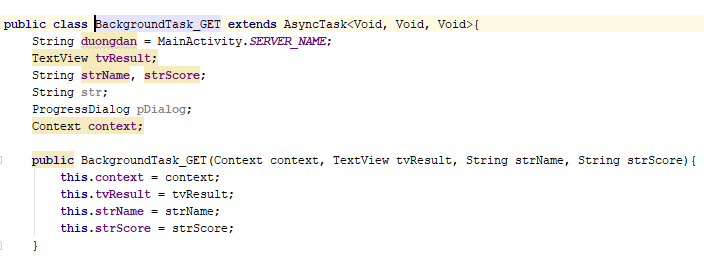 public class BackgroundTask_GET extends AsyncTask<Void, Void, Void>{
String duongdan = MainActivity.SERVER_NAME;
TextView tvResult;
String strName, strScore;
String str;
ProgressDialog pDialog;
Context context;
public BackgroundTask_GET(Context context, TextView tvResult, String strName, String strScore){
this.context = context;
this.tvResult = tvResult;
this.strName = strName;
this.strScore = strScore;
}